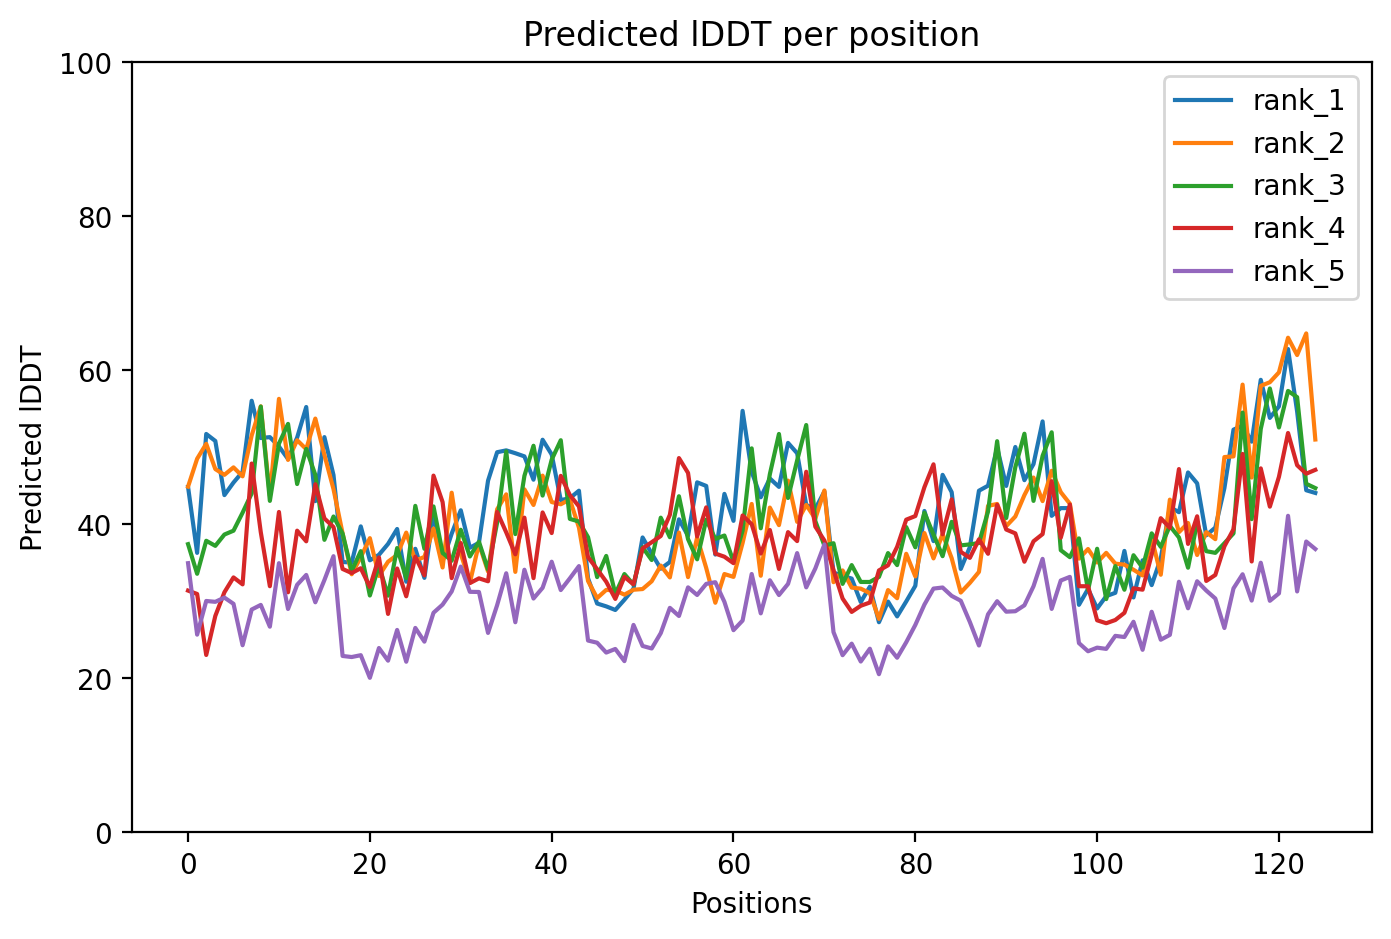 Predicted lDDT per position
100
80
60
40
20
0
Predicted lDDT
rank_1
rank_2
rank_3
rank_4
rank_5
0 20 40 60 80 100 120
Positions